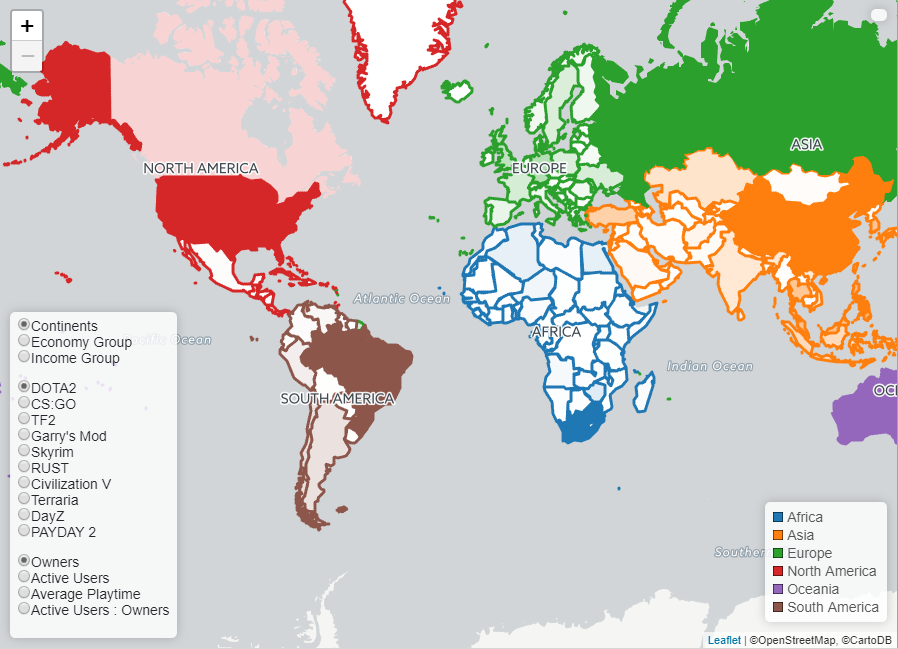 +
−
ASIA
NORTH AMERICA
EUROPE
Atlantic Ocean
AFRICA
Pacific Ocean
Indian Ocean
SOUTH AMERICA
OC
Continents
Economy Group
Income Group
DOTA2
CS:GO
TF2
Garry's Mod
Skyrim
RUST
Civilization V
Terraria
DayZ
PAYDAY 2
Owners
Active Users
Average Playtime
Active Users : Owners
Souther
Africa
Asia
Europe
North America
Oceania
South America
Leaflet | ©OpenStreetMap, ©CartoDB